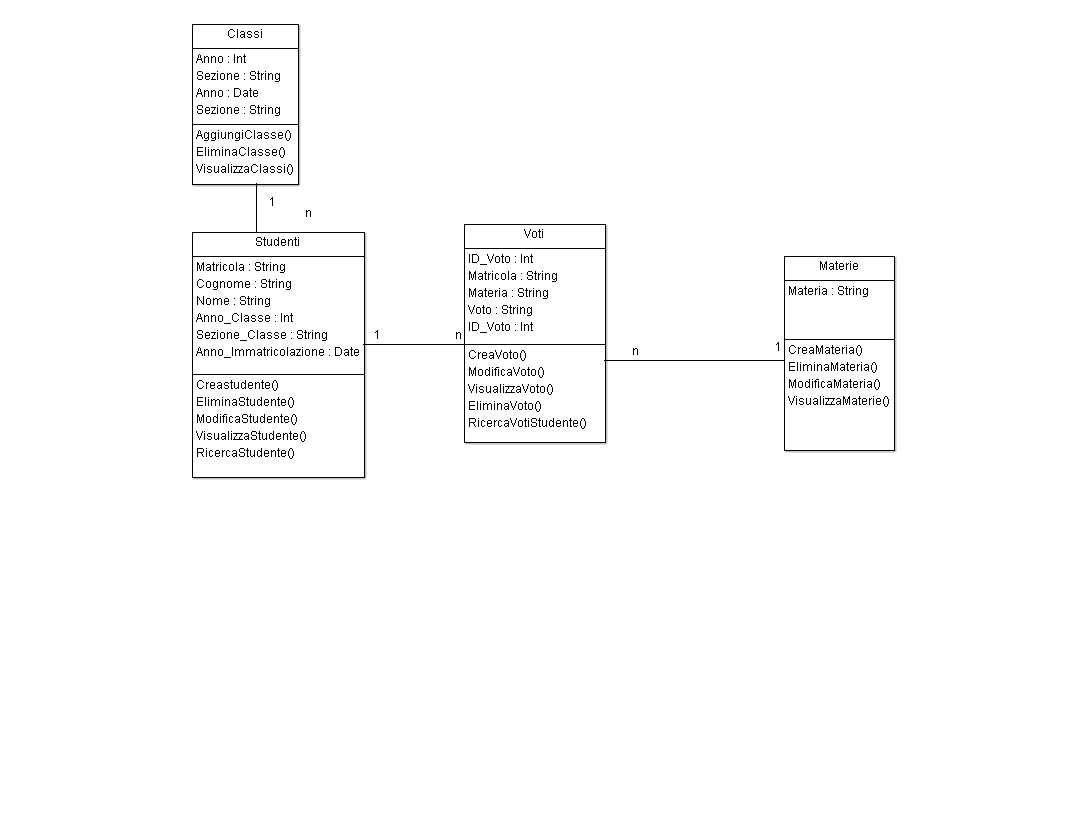 Classi
Anno : Int
Sezione : String
Anno : Date
Sezione : String
AggiungiClasse()
EliminaClasse()
VisualizzaClassi()
1
n
Studenti
Matricola : String
Cognome : String
Nome : String
Anno_Classe : Int
Sezione_Classe : String
Anno_Immatricolazione : Date
Creastudente()
EliminaStudente()
ModificaStudente()
VisualizzaStudente()
RicercaStudente()
1
n
Voti
ID_Voto : Int
Matricola : String
Materia : String
Voto : String
ID_Voto : Int
CreaVoto()
ModificaVoto()
VisualizzaVoto()
EliminaVoto()
RicercaVotiStudente()
n
1
Materie
Materia : String
CreaMateria()
EliminaMateria()
ModificaMateria()
VisualizzaMaterie()